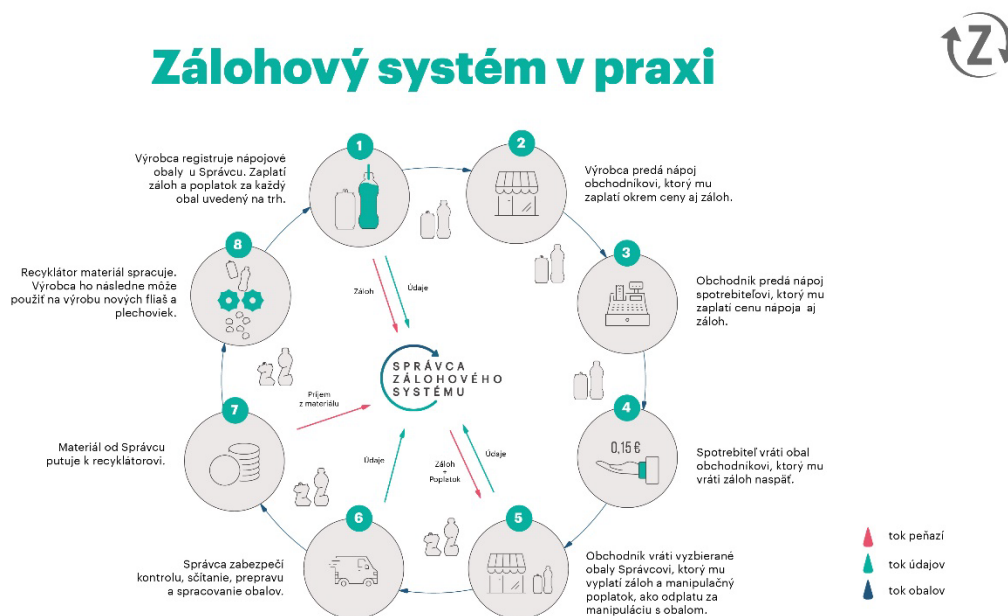 Z
Zálohový systém v praxi
1
Výrobca registruje nápojové
obaly u Správcu. Zaplatí
záloh a poplatok za každý
obal uvedený na trh.
2
Výrobca predá nápoj
obchodníkovi, ktorý mu
zaplatí okrem ceny aj záloh.
3
Obchodník predá nápoj
spotrebiteľovi, ktorý mu
zaplatí cenu nápoja aj
záloh.
4
0,15 €
Spotrebiteľ vráti obal
obchodníkovi, ktorý mu
vráti záloh naspäť.
5
Obchodník vráti vyzbierané
obaly Správcovi, ktorý mu
vyplatí záloh a manipulačný
poplatok, ako odplatu za
manipuláciu s obalom.
6
Správca zabezpečí
kontrolu, sčítanie, prepravu
a spracovanie obalov.
7
Materiál od Správcu
putuje k recyklátorovi.
8
Recyklátor materiál spracuje.
Výrobca ho následne môže
použiť na výrobu nových fliaš a
plechoviek.
Záloh
Údaje
SPRÁVCA
ZÁLOHOVÉHO
SYSTÉMU
Príjem
z materiálu
Údaje
Záloh
+
Poplatok
Údaje
tok peňazí
tok údajov
tok obalov